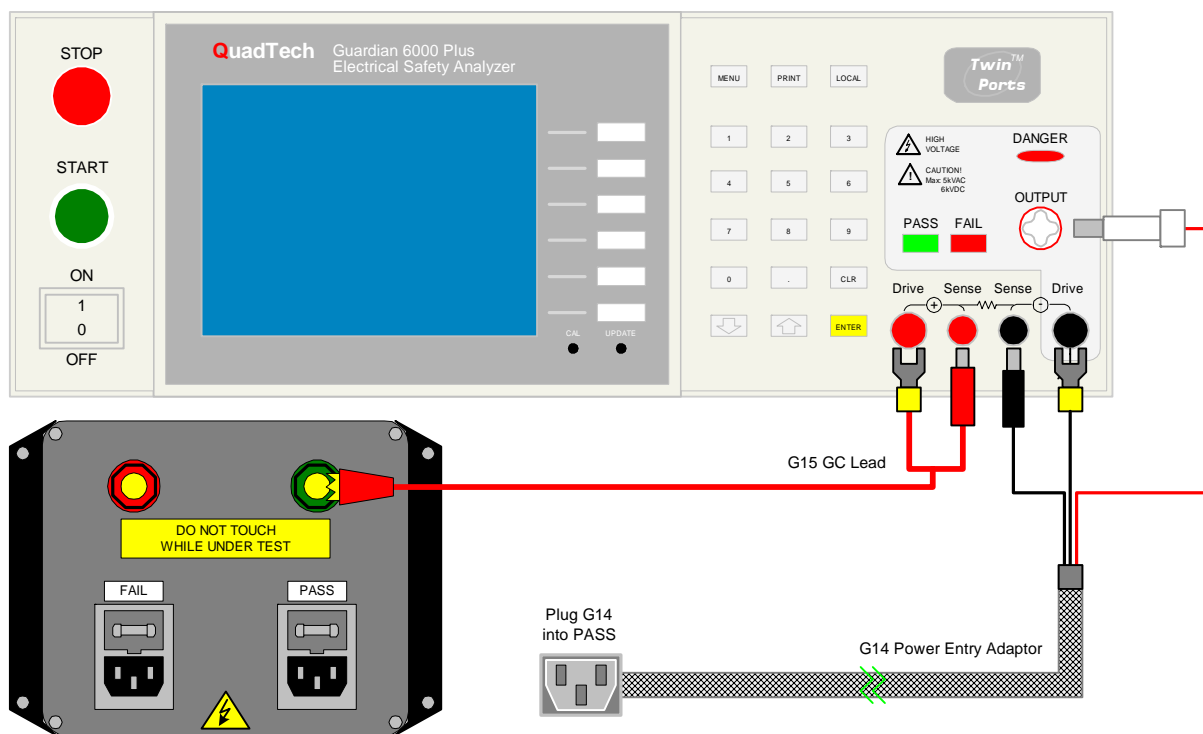 STOP
START
ON
1
0
OFF
QuadTech
Guardian 6000 Plus
Electrical Safety Analyzer
CAL
UPDATE
MENU
PRINT
LOCAL
1
2
3
4
5
6
7
8
9
0
.
CLR
ENTER
Twin TM
Ports
HIGH
VOLTAGE
CAUTION!
Max: 5kVAC
6kVDC
DANGER
OUTPUT
PASS
FAIL
Drive
Sense
Sense
Drive
+
-
G15 GC Lead
DO NOT TOUCH
WHILE UNDER TEST
FAIL
PASS
Plug G14
into PASS
G14 Power Entry Adaptor